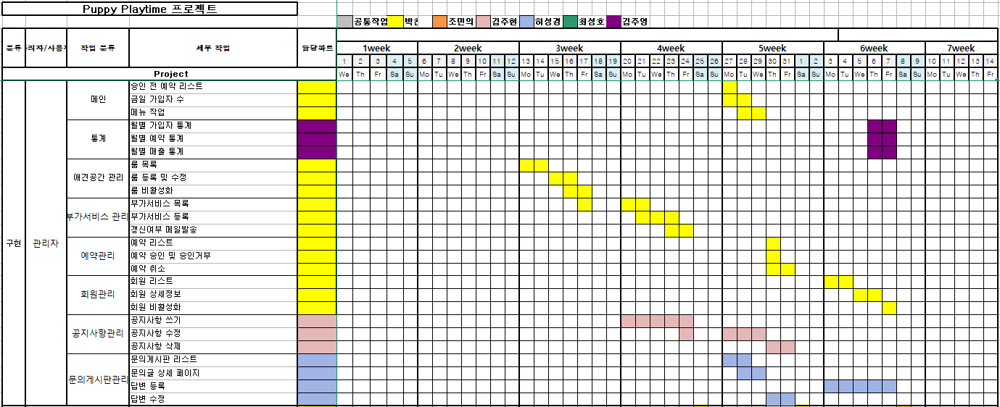 Puppy Playtime 프로젝트
공통작업 조민의 김주현 허성경 최성호 김주영
분류 작업 분류 세부 작업 담당파트
1week 2week 3week 4week 5week 6week 7week
1 2 3 4 5 6 7 8 9 10 11 12 13 14 15 16 17 18 19 20 21 22 23 24 25 26 27 28 29 30 31 1 2 3 4 5 6 7 8 9 10 11 12 13 14
Project We Th Fr Sa Su Mo Tu We Th Fr Sa Su Mo Tu We Th Fr Sa Su Mo Tu We Th Fr Sa Su Mo Tu We Th Fr Sa Su Mo Tu We Th Fr Sa Su Mo Tu We Th Fr
구현
관리자
메인
승인 전 예약 리스트
금일 가입자 수
메뉴 작업
통계
월별 가입자 통계
월별 예약 통계
월별 매출 통계
애견공간 관리
룸 목록
룸 등록 및 수정
룸 비활성화
부가서비스 관리
부가서비스 목록
부가서비스 등록
갱신여부 메일발송
예약관리
예약 리스트
예약 승인 및 승인거부
예약 취소
회원관리
회원 리스트
회원 상세정보
회원 비활성화
공지사항관리
공지사항 쓰기
공지사항 수정
공지사항 삭제
문의게시판관리
문의게시판 리스트
문의글 상세 페이지
답변 등록
답변 수정